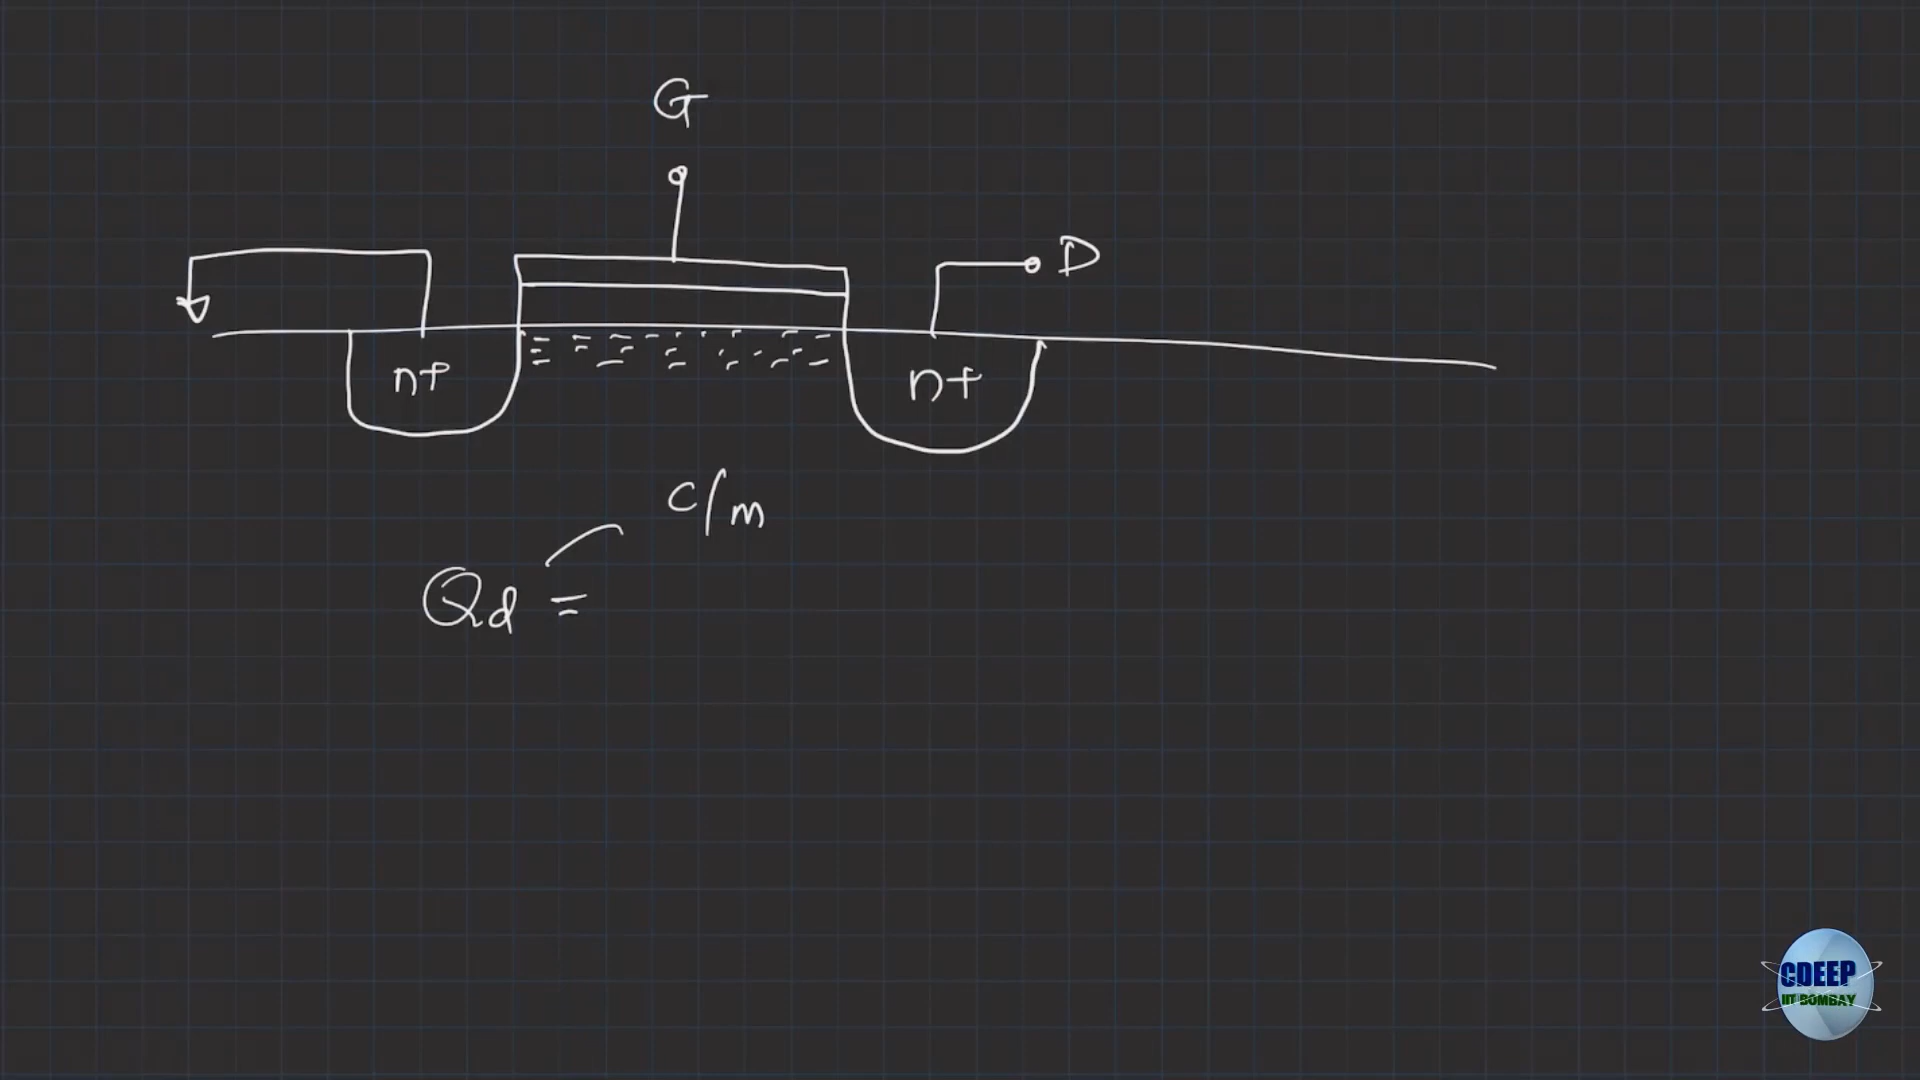 G
D
n+
n+
C/m
Qd =
CDEEP
IIT BOMBAY